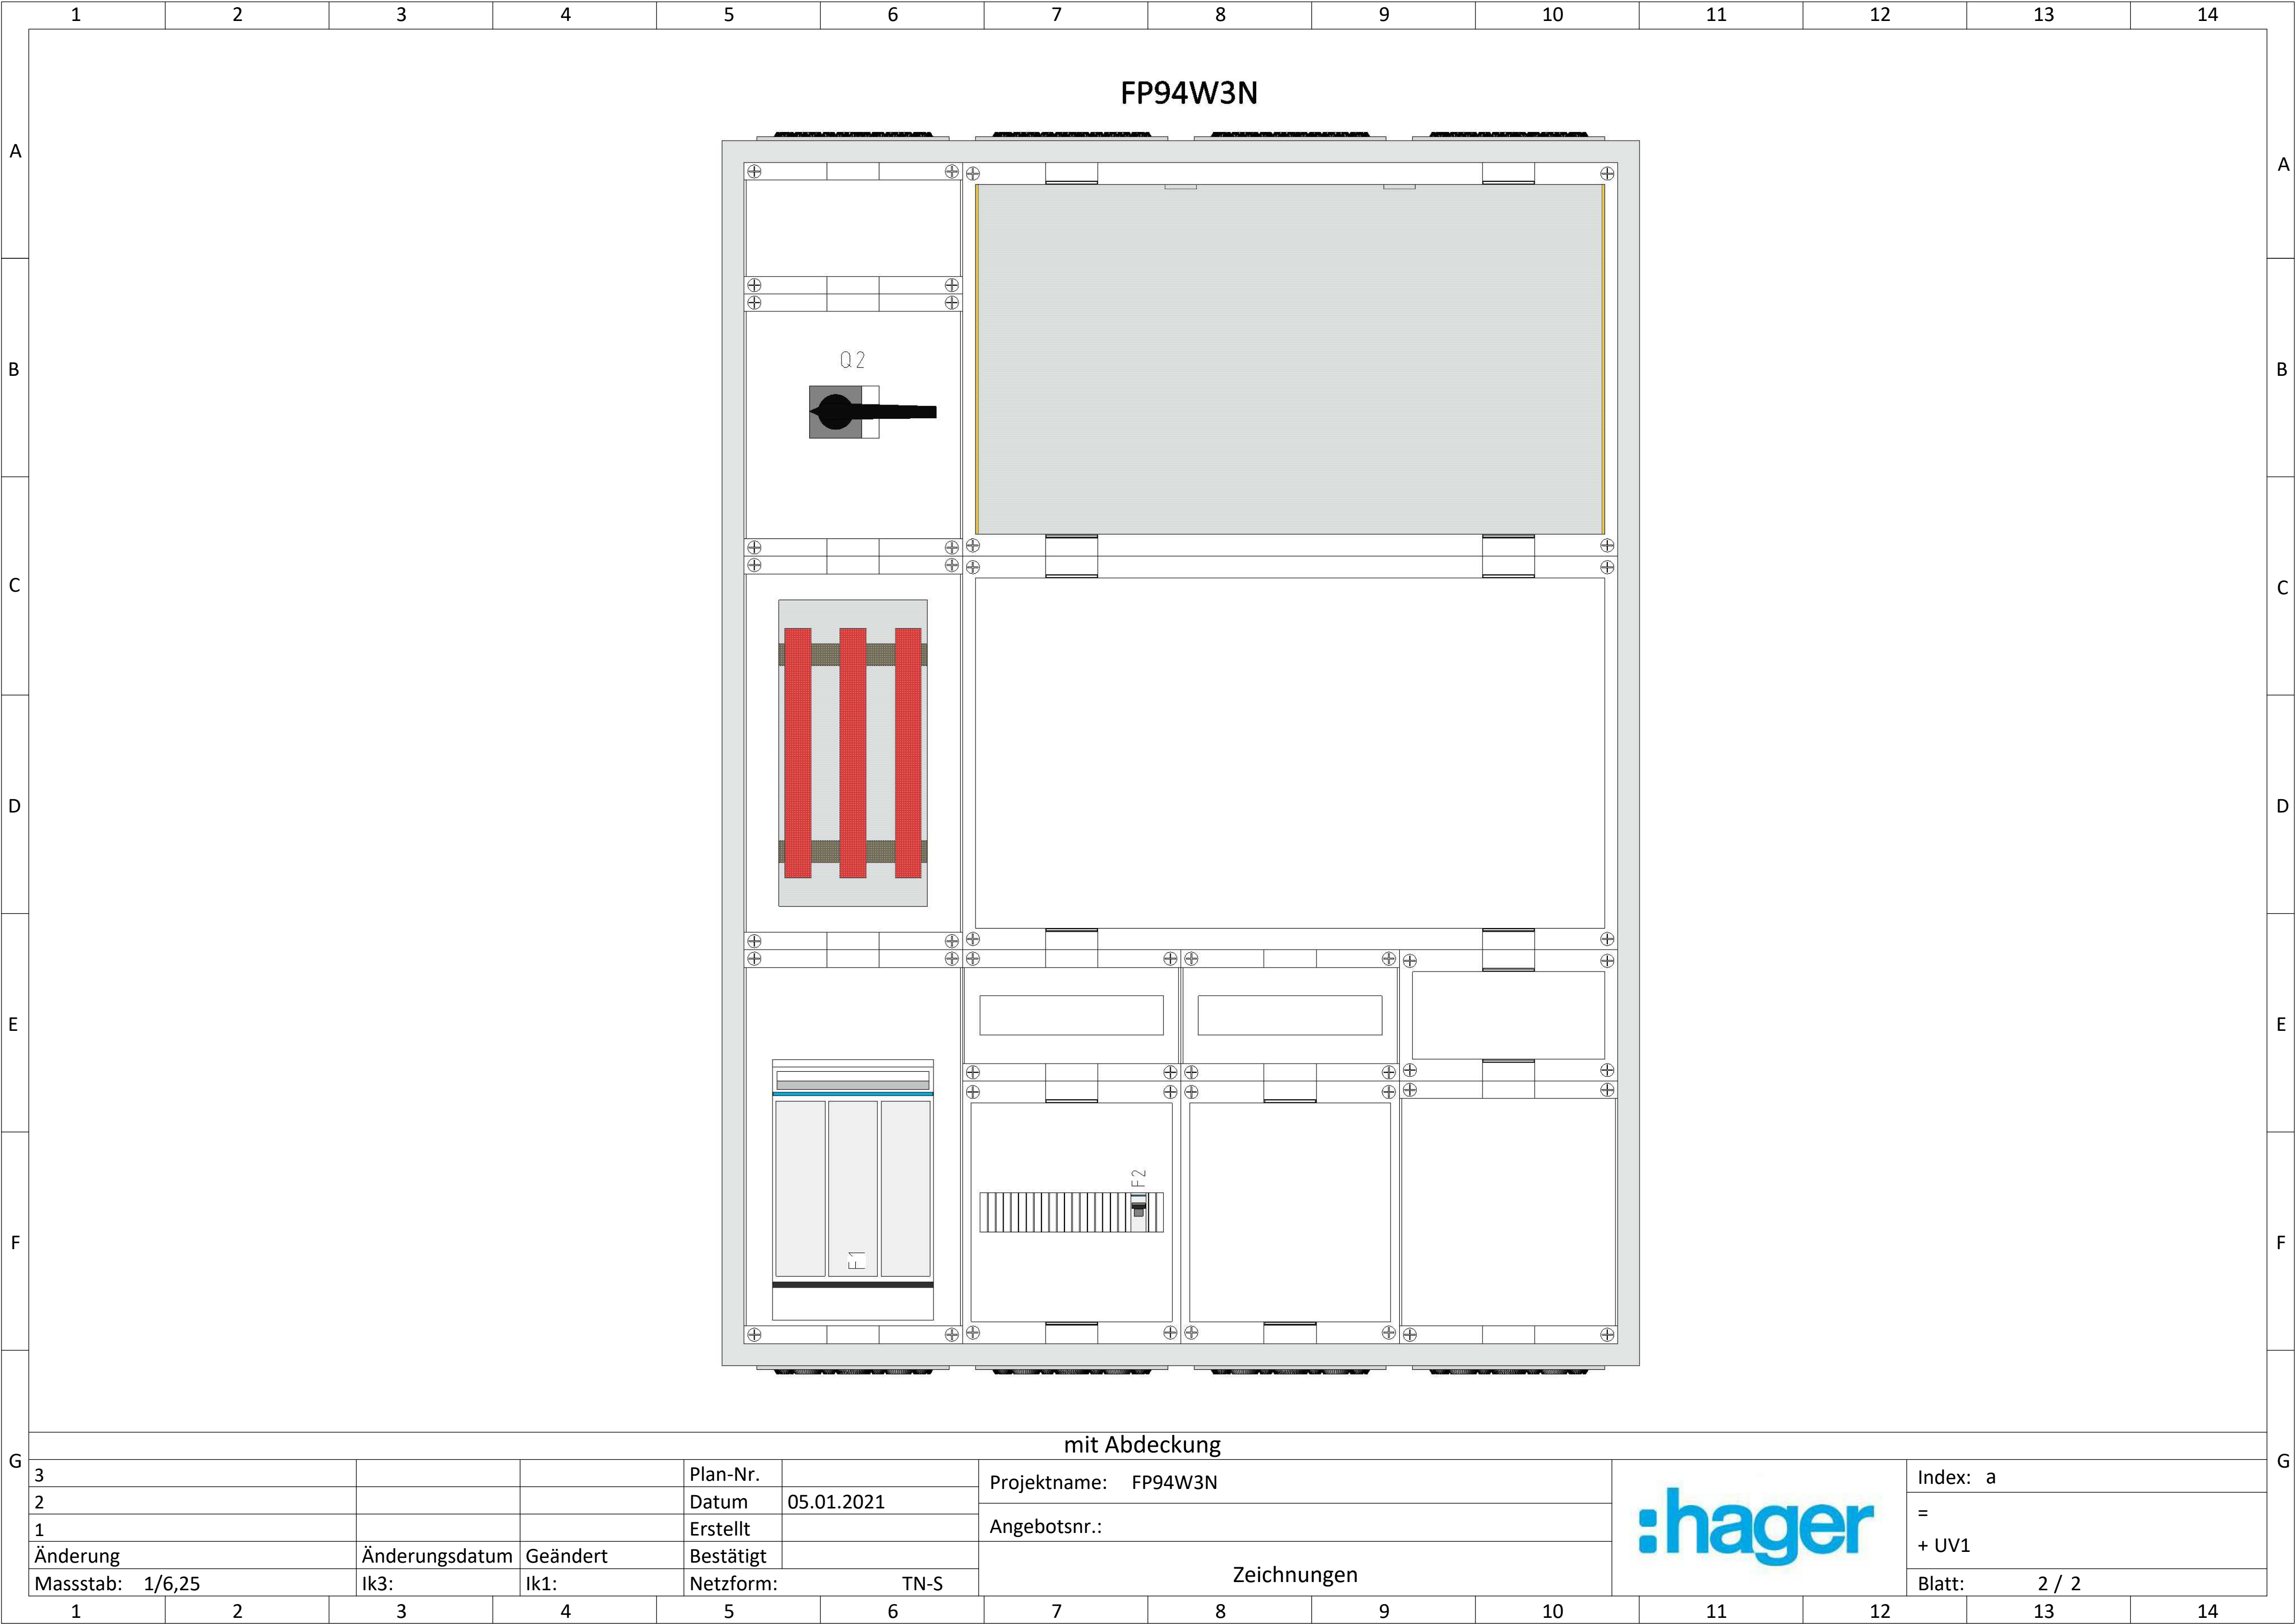 1 2 3 4 5 6 7 8 9 10 11 12 13 14
FP94W3N
A A
B B
Q2
C C
D D
E E
F2
F F
F1
mit Abdeckung
G G
3 Plan-Nr. Projektname: FP94W3N Index: a
2 Datum 05.01.2021 =
1 Erstellt Angebotsnr.: :hager + UV1
Änderung Änderungsdatum Geändert Bestätigt Zeichnungen
Massstab: 1/6,25 Ik3: Ik1: Netzform: TN-S Blatt: 2 / 2
1 2 3 4 5 6 7 8 9 10 11 12 13 14